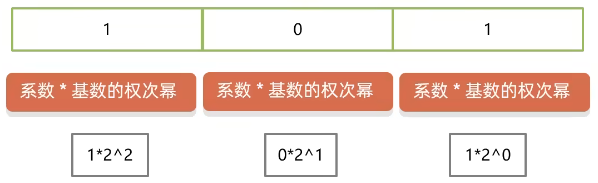 1 0 1
系数 * 基数的权次幂 系数 * 基数的权次幂 系数 * 基数的权次幂
1*2^2 0*2^1 1*2^0